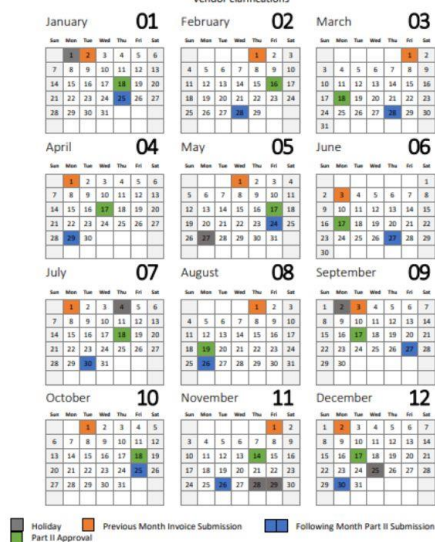 Vendor clarifications
January 01
Sun Mon Tue Wed Thu Fri Sat
1 2 3 4 5 6
7 8 9 10 11 12 13
14 15 16 17 18 19 20
21 22 23 24 25 26 27
28 29 30 31
February 02
Sun Mon Tue Wed Thu Fri Sat
1 2 3
4 5 6 7 8 9 10
11 12 13 14 15 16 17
18 19 20 21 22 23 24
25 26 27 28 29
March 03
Sun Mon Tue Wed Thu Fri Sat
1 2
3 4 5 6 7 8 9
10 11 12 13 14 15 16
17 18 19 20 21 22 23
24 25 26 27 28 29 30
31
April 04
Sun Mon Tue Wed Thu Fri Sat
1 2 3 4 5 6
7 8 9 10 11 12 13
14 15 16 17 18 19 20
21 22 23 24 25 26 27
28 29 30
May 05
Sun Mon Tue Wed Thu Fri Sat
1 2 3 4
5 6 7 8 9 10 11
12 13 14 15 16 17 18
19 20 21 22 23 24 25
26 27 28 29 30 31
June 06
Sun Mon Tue Wed Thu Fri Sat
1
2 3 4 5 6 7 8
9 10 11 12 13 14 15
16 17 18 19 20 21 22
23 24 25 26 27 28 29
30
July 07
Sun Mon Tue Wed Thu Fri Sat
1 2 3 4 5 6
7 8 9 10 11 12 13
14 15 16 17 18 19 20
21 22 23 24 25 26 27
28 29 30 31
August 08
Sun Mon Tue Wed Thu Fri Sat
1 2 3
4 5 6 7 8 9 10
11 12 13 14 15 16 17
18 19 20 21 22 23 24
25 26 27 28 29 30 31
September 09
Sun Mon Tue Wed Thu Fri Sat
1 2 3 4 5 6 7
8 9 10 11 12 13 14
15 16 17 18 19 20 21
22 23 24 25 26 27 28
29 30
October 10
Sun Mon Tue Wed Thu Fri Sat
1 2 3 4 5
6 7 8 9 10 11 12
13 14 15 16 17 18 19
20 21 22 23 24 25 26
27 28 29 30 31
November 11
Sun Mon Tue Wed Thu Fri Sat
1 2
3 4 5 6 7 8 9
10 11 12 13 14 15 16
17 18 19 20 21 22 23
24 25 26 27 28 29 30
December 12
Sun Mon Tue Wed Thu Fri Sat
1 2 3 4 5 6 7
8 9 10 11 12 13 14
15 16 17 18 19 20 21
22 23 24 25 26 27 28
29 30 31
Holiday Previous Month Invoice Submission Following Month Part II Submission
Part II Approval